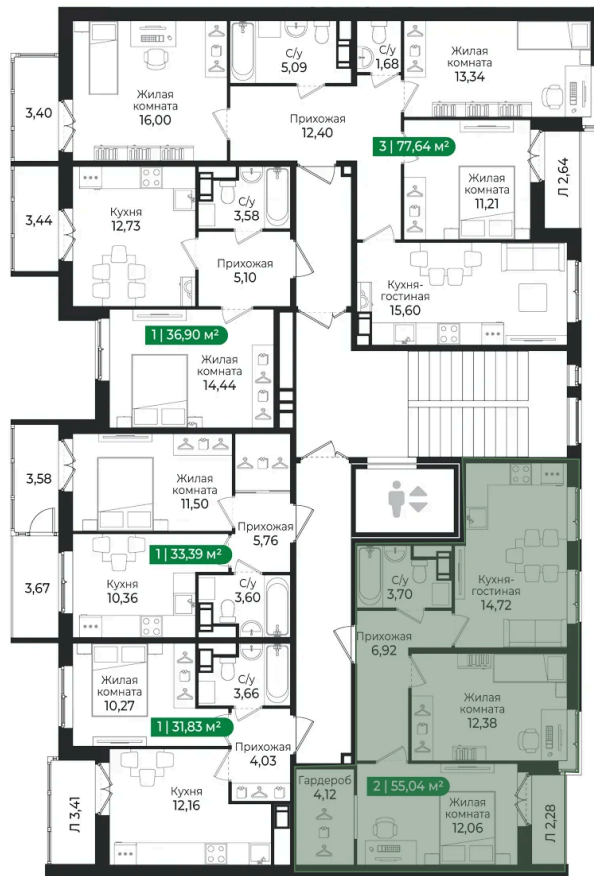 С/у
5,09
С/у
1,68
Жилая
комната
13,34
Жилая
комната
16,00
3,40
Прихожая
12,40
3 | 77,64 м²
Жилая
комната
11,21
Л 2,64
3,44
Кухня
12,73
С/у
3,58
Прихожая
5,10
Кухня-
гостиная
15,60
1 | 36,90 м²
Жилая
комната
14,44
3,58
Жилая
комната
11,50
Прихожая
5,76
1 | 33,39 м²
3,67
Кухня
10,36
С/у
3,60
С/у
3,70
Кухня-
гостиная
14,72
Прихожая
6,92
Жилая
комната
10,27
С/у
3,66
1 | 31,83 м²
Прихожая
4,03
Жилая
комната
12,38
Л 3,41
Кухня
12,16
Гардероб
4,12
2 | 55,04 м²
Жилая
комната
12,06
Л 2,28